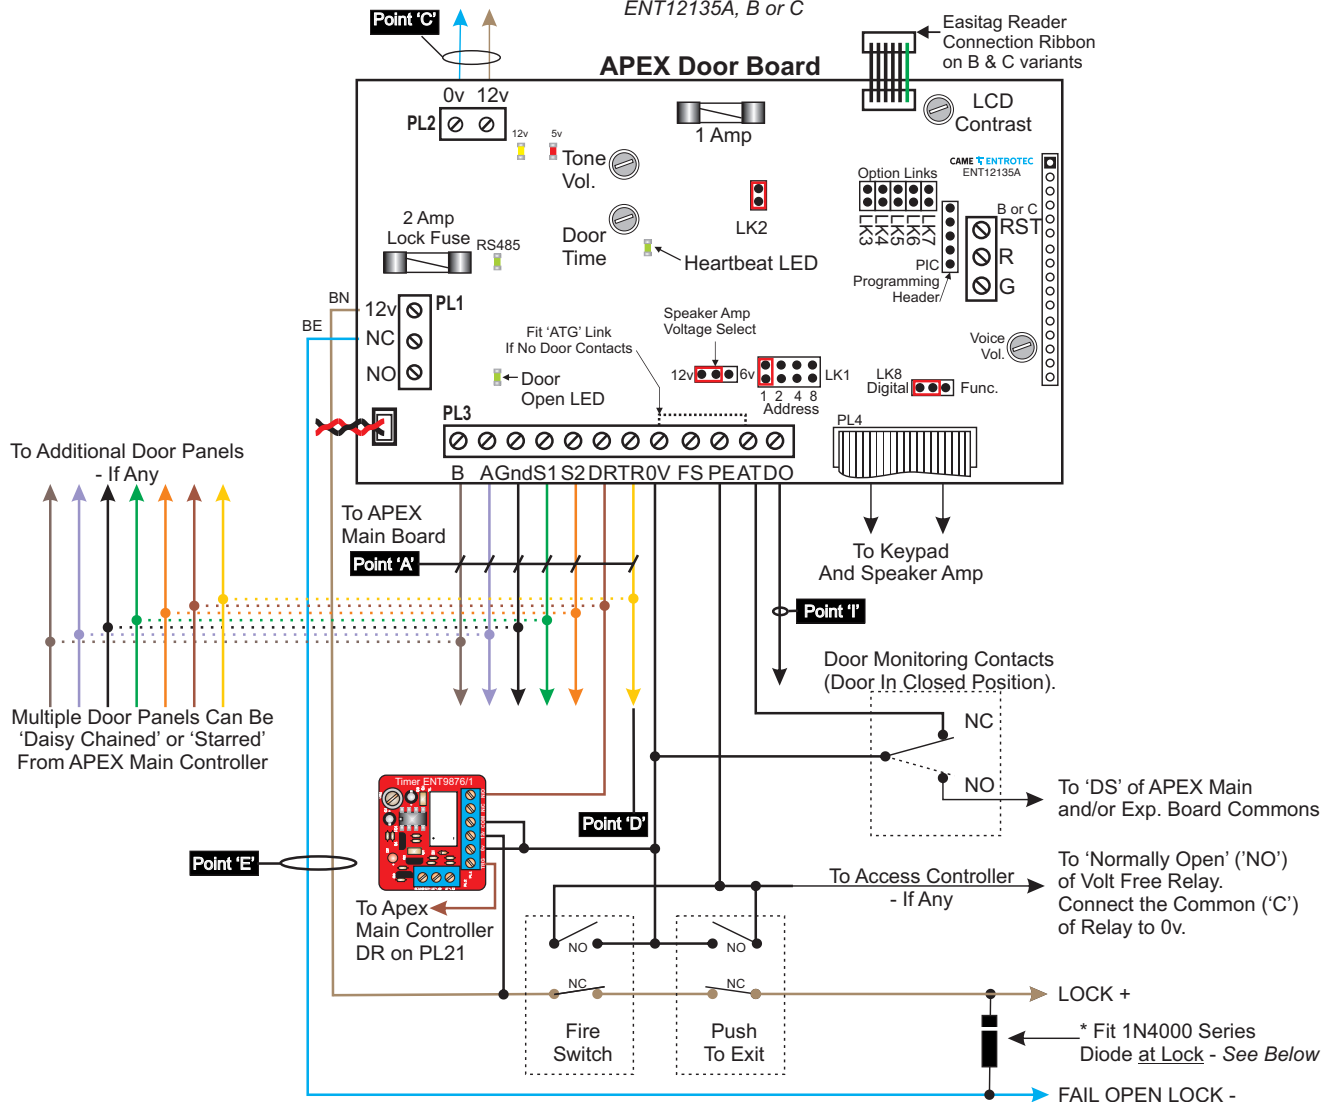 ENT12135A, B or C
Point 'C'
Easitag Reader
Connection Ribbon
on B & C variants
APEX Door Board
0v 12v
PL2
12v 5v
1 Amp
LCD
Contrast
Tone
Vol.
CAME ENTROTEC
ENT12135A
Option Links
LK3 LK4 LK5 LK6 LK7
B or C
RST
R
G
2 Amp
Lock Fuse
RS485
Door
Time
LK2
Heartbeat LED
PIC
Programming
Header
BN
12v
PL1
BE
NC
NO
Speaker Amp
Voltage Select
Fit 'ATG' Link
If No Door Contacts
Voice
Vol.
12v 6v
LK1
1 2 4 8
Address
LK8
Digital Func.
Door
Open LED
PL3
PL4
To Additional Door Panels
- If Any
B A Gnd S1 S2 DR TR 0V FS PE AT DO
To APEX
Main Board
Point 'A'
To Keypad
And Speaker Amp
Point 'I'
Door Monitoring Contacts
(Door In Closed Position).
NC
NO
Multiple Door Panels Can Be
'Daisy Chained' or 'Starred'
From APEX Main Controller
To 'DS' of APEX Main
and/or Exp. Board Commons
Timer ENT9876/1
Point 'D'
Point 'E'
To Apex
Main Controller
DR on PL21
To Access Controller
- If Any
To 'Normally Open' ('NO')
of Volt Free Relay.
Connect the Common ('C')
of Relay to 0v.
NO NO
NC NC
LOCK +
Fire
Switch
Push
To Exit
* Fit 1N4000 Series
Diode at Lock - See Below
FAIL OPEN LOCK -